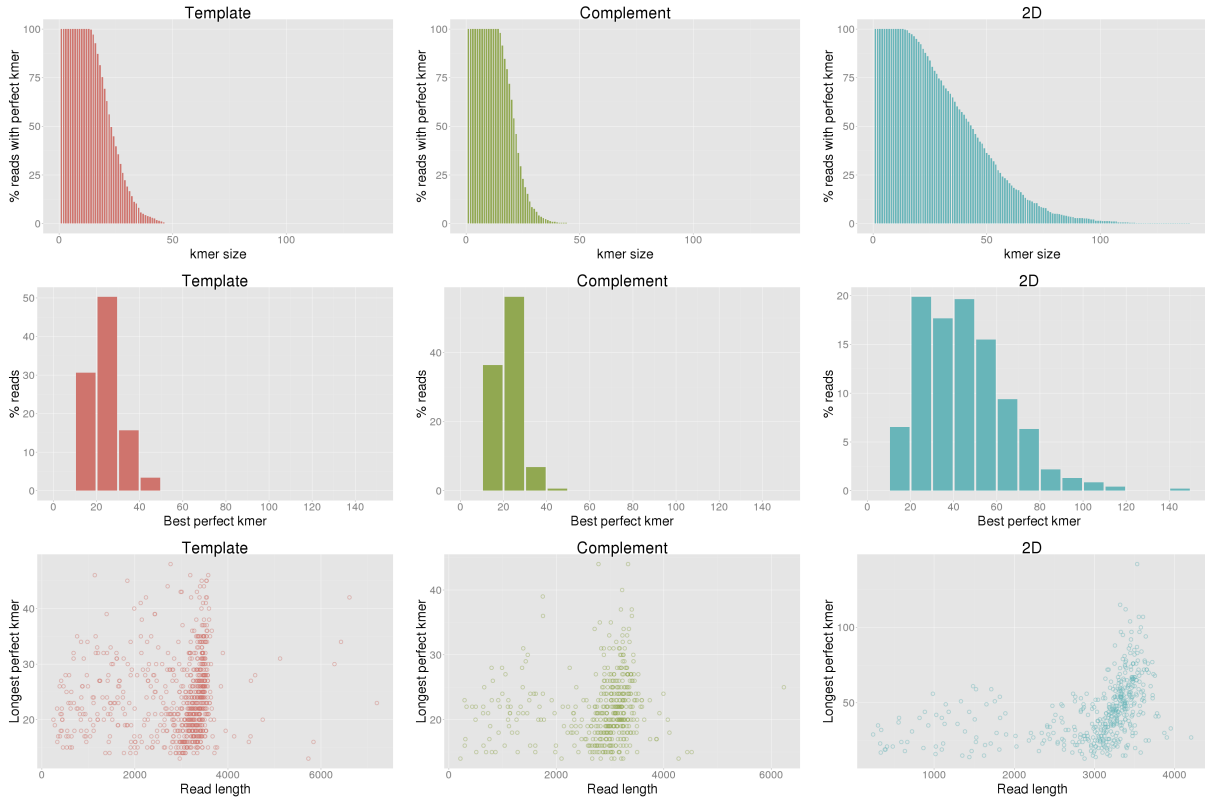 Template
% reads with perfect kmer
100
75
50
25
0
0 50 100
kmer size
Complement
% reads with perfect kmer
100
75
50
25
0
0 50 100
kmer size
2D
% reads with perfect kmer
100
75
50
25
0
0 50 100
kmer size
Template
% reads
50
40
30
20
10
0
0 20 40 60 80 100 120 140
Best perfect kmer
Complement
% reads
40
20
0
0 20 40 60 80 100 120 140
Best perfect kmer
2D
% reads
20
15
10
5
0
0 20 40 60 80 100 120 140
Best perfect kmer
Template
Longest perfect kmer
40
30
20
0 2000 4000 6000
Read length
Complement
Longest perfect kmer
40
30
20
0 2000 4000 6000
Read length
2D
Longest perfect kmer
100
50
1000 2000 3000 4000
Read length